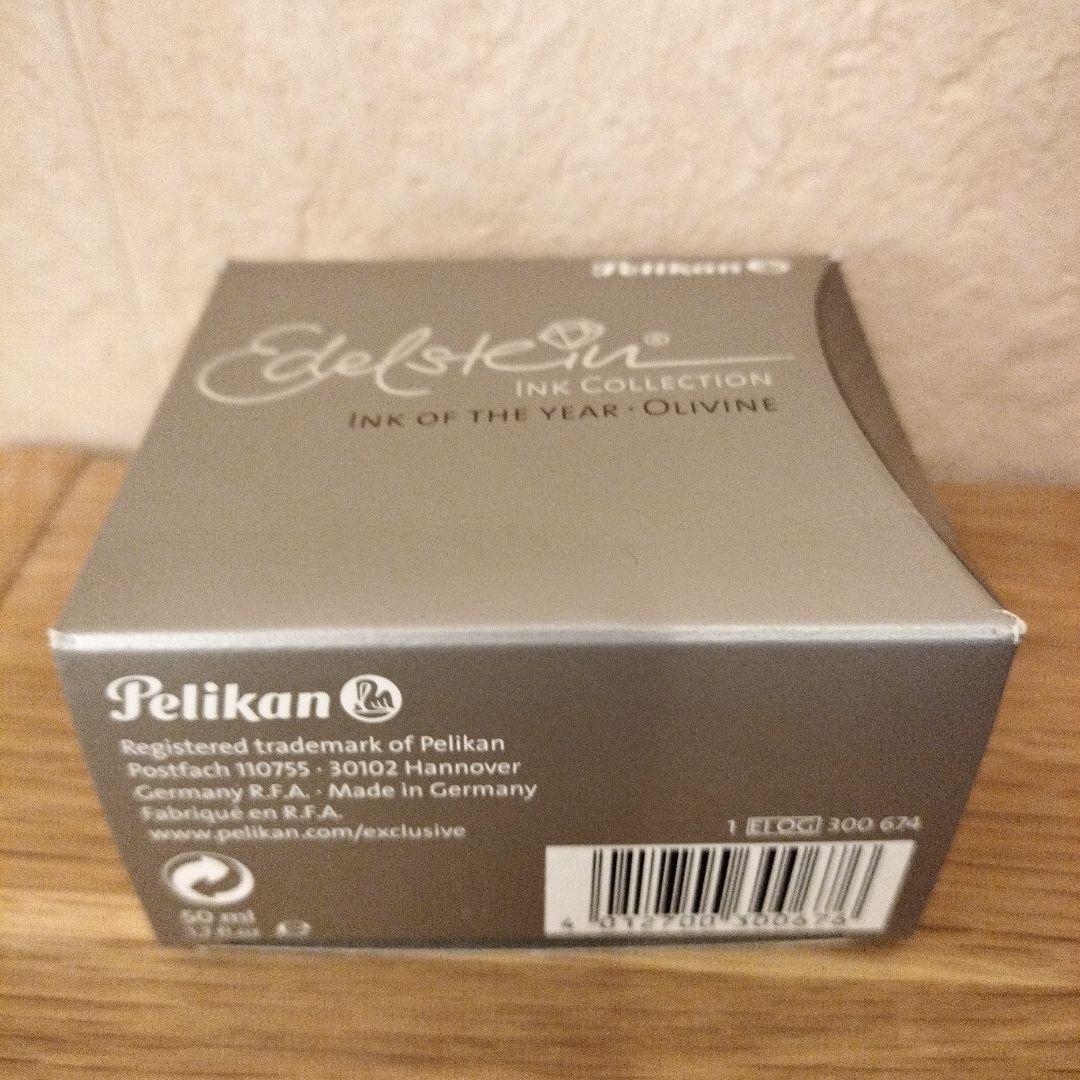 Pelikan
Edelstein®
INK COLLECTION
INK OF THE YEAR · OLIVINE
Pelikan
Registered trademark of Pelikan
Postfach 110755 · 30102 Hannover
Germany R.F.A. · Made in Germany
Fabriqué en R.F.A.
www.pelikan.com/exclusive
1 ELOG 300 674
50 ml
4 012700 300676